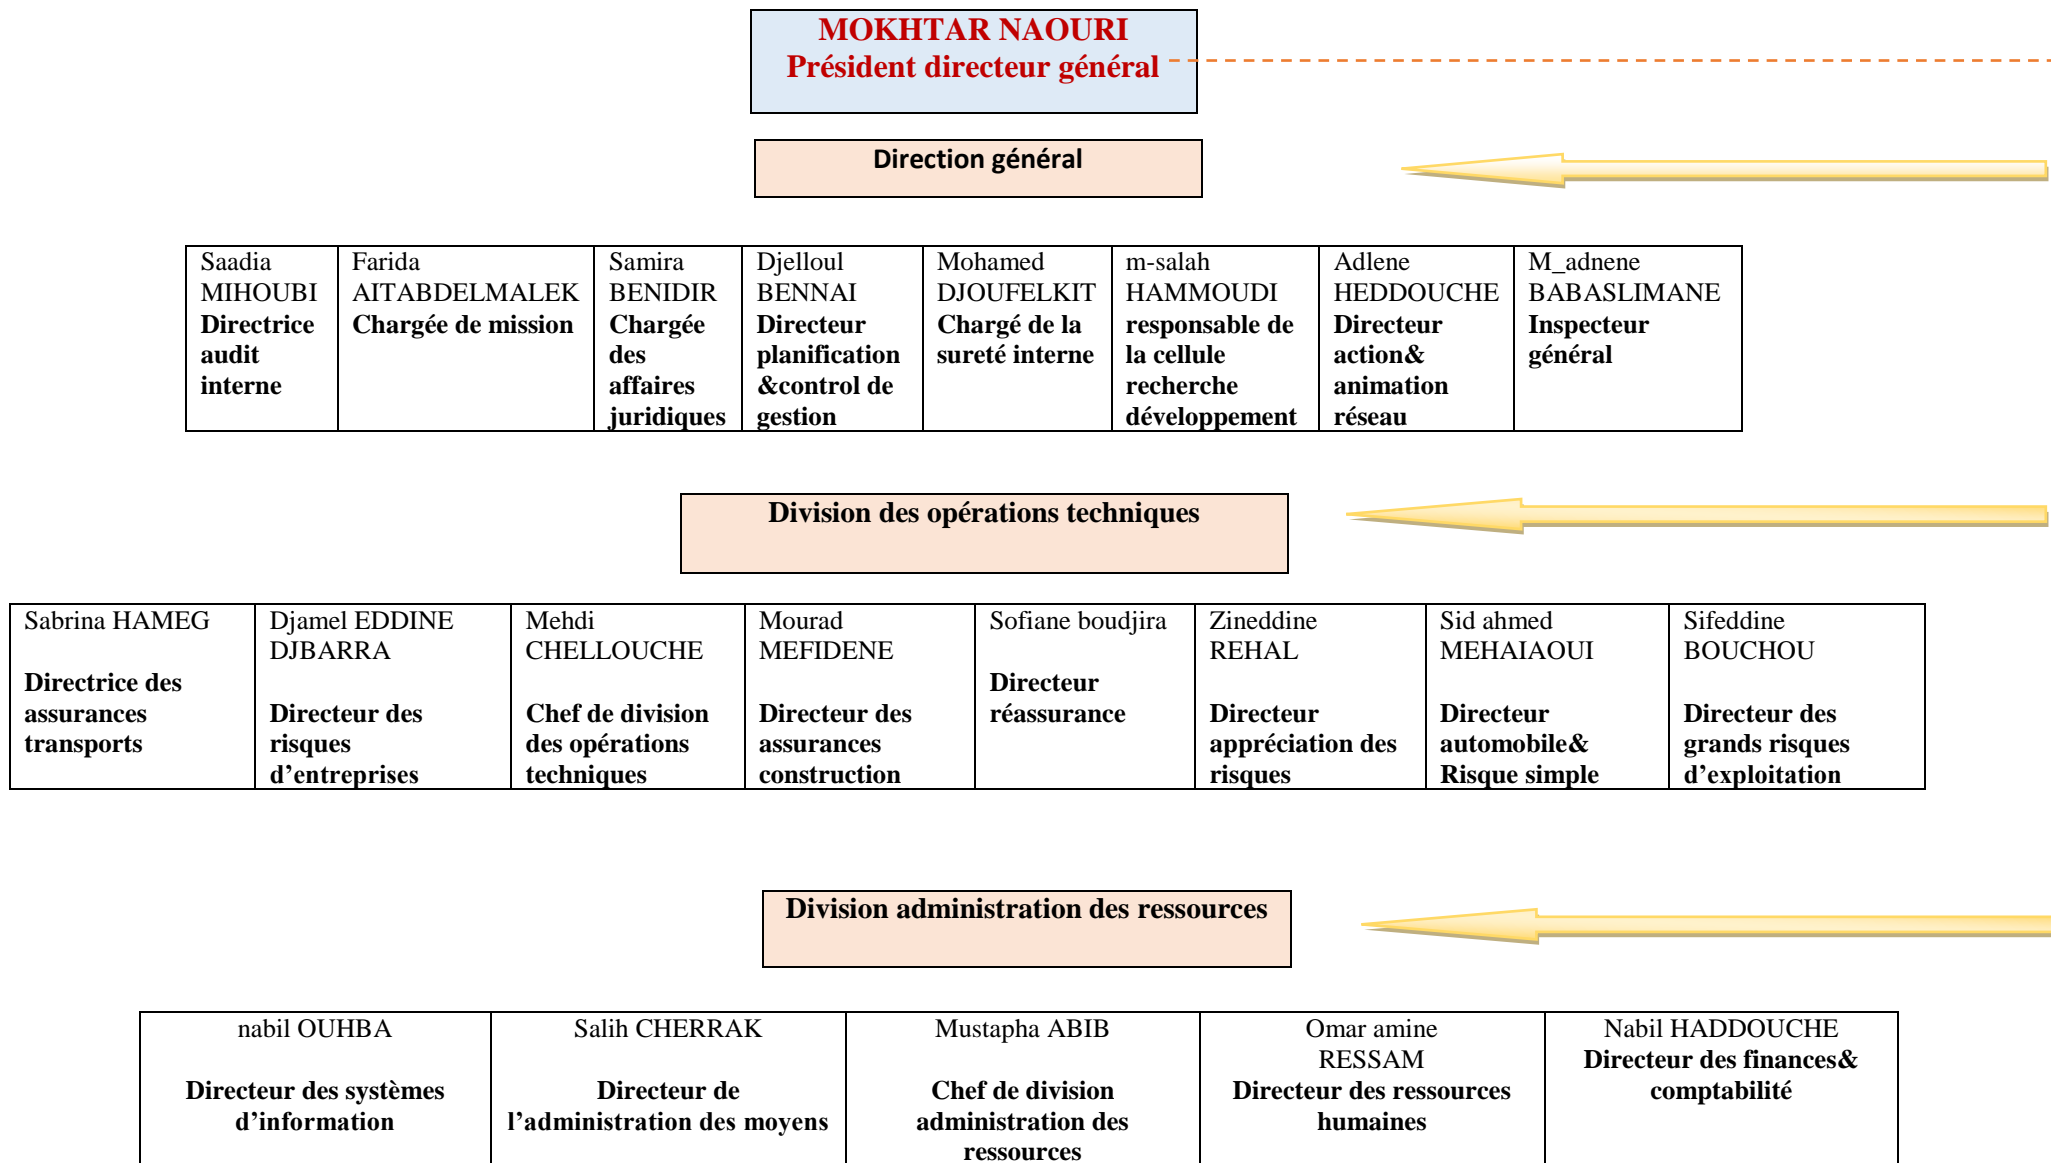 MOKHTAR NAOURI
Président directeur général
Direction général
Saadia
MIHOUBI
Directrice
audit
interne
Farida
AITABDELMALEK
Chargée de mission
Samira
BENIDIR
Chargée
des
affaires
juridiques
Djelloul
BENNAI
Directeur
planification
&control de
gestion
Mohamed
DJOUFELKIT
Chargé de la
sureté interne
m-salah
HAMMOUDI
responsable de
la cellule
recherche
développement
Adlene
HEDDOUCHE
Directeur
action&
animation
réseau
M_adnene
BABASLIMANE
Inspecteur
général
Division des opérations techniques
Sabrina HAMEG
Directrice des
assurances
transports
Djamel EDDINE
DJBARRA
Directeur des
risques
d’entreprises
Mehdi
CHELLOUCHE
Chef de division
des opérations
techniques
Mourad
MEFIDENE
Directeur des
assurances
construction
Sofiane boudjira
Directeur
réassurance
Zineddine
REHAL
Directeur
appréciation des
risques
Sid ahmed
MEHAIAOUI
Directeur
automobile&
Risque simple
Sifeddine
BOUCHOU
Directeur des
grands risques
d’exploitation
Division administration des ressources
nabil OUHBA
Directeur des systèmes
d’information
Salih CHERRAK
Directeur de
l’administration des moyens
Mustapha ABIB
Chef de division
administration des
ressources
Omar amine
RESSAM
Directeur des ressources
humaines
Nabil HADDOUCHE
Directeur des finances&
comptabilité